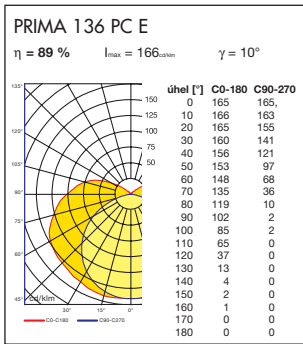 PRIMA 136 PC E
η = 89 % Imax = 166cd/klm γ = 10°
135°
120°
105°
90°
75°
60°
45°
30° 15° 0°
150
100
50
50
100
150
cd/klm
C0-C180 C90-C270
úhel [°] C0-180 C90-270
0 165 165,
10 166 163
20 165 155
30 160 141
40 156 121
50 153 97
60 148 68
70 135 36
80 119 10
90 102 2
100 85 2
110 65 0
120 37 0
130 13 0
140 4 0
150 2 0
160 1 0
170 0 0
180 0 0